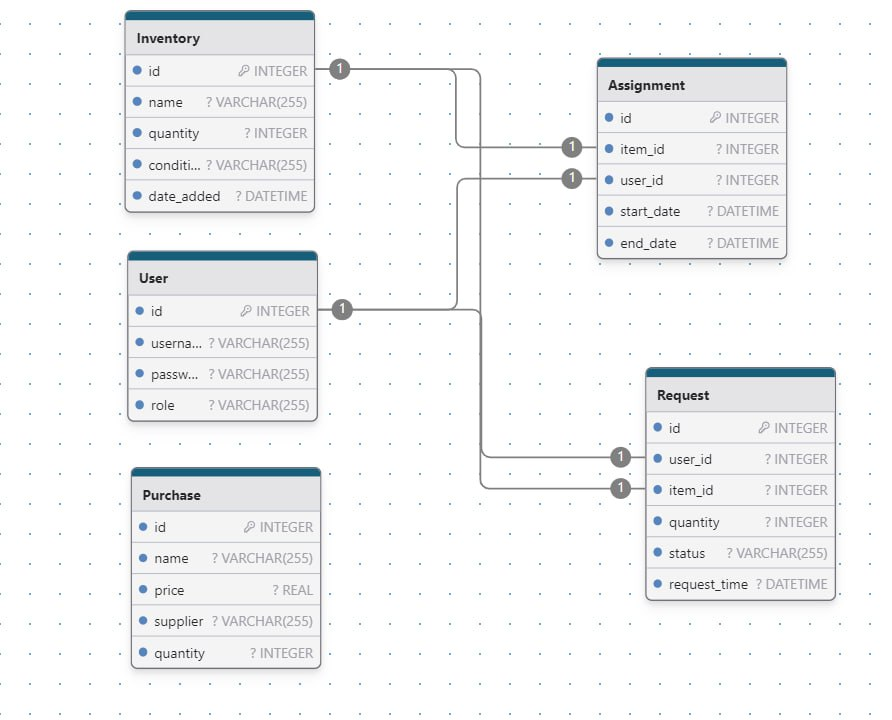 Inventory
id INTEGER
name ? VARCHAR(255)
quantity ? INTEGER
conditi... ? VARCHAR(255)
date_added ? DATETIME
1
Assignment
id INTEGER
1 item_id ? INTEGER
1 user_id ? INTEGER
start_date ? DATETIME
end_date ? DATETIME
User
id INTEGER
userna... ? VARCHAR(255)
passw... ? VARCHAR(255)
role ? VARCHAR(255)
1
Request
id INTEGER
1 user_id ? INTEGER
1 item_id ? INTEGER
quantity ? INTEGER
status ? VARCHAR(255)
request_time ? DATETIME
Purchase
id INTEGER
name ? VARCHAR(255)
price ? REAL
supplier ? VARCHAR(255)
quantity ? INTEGER